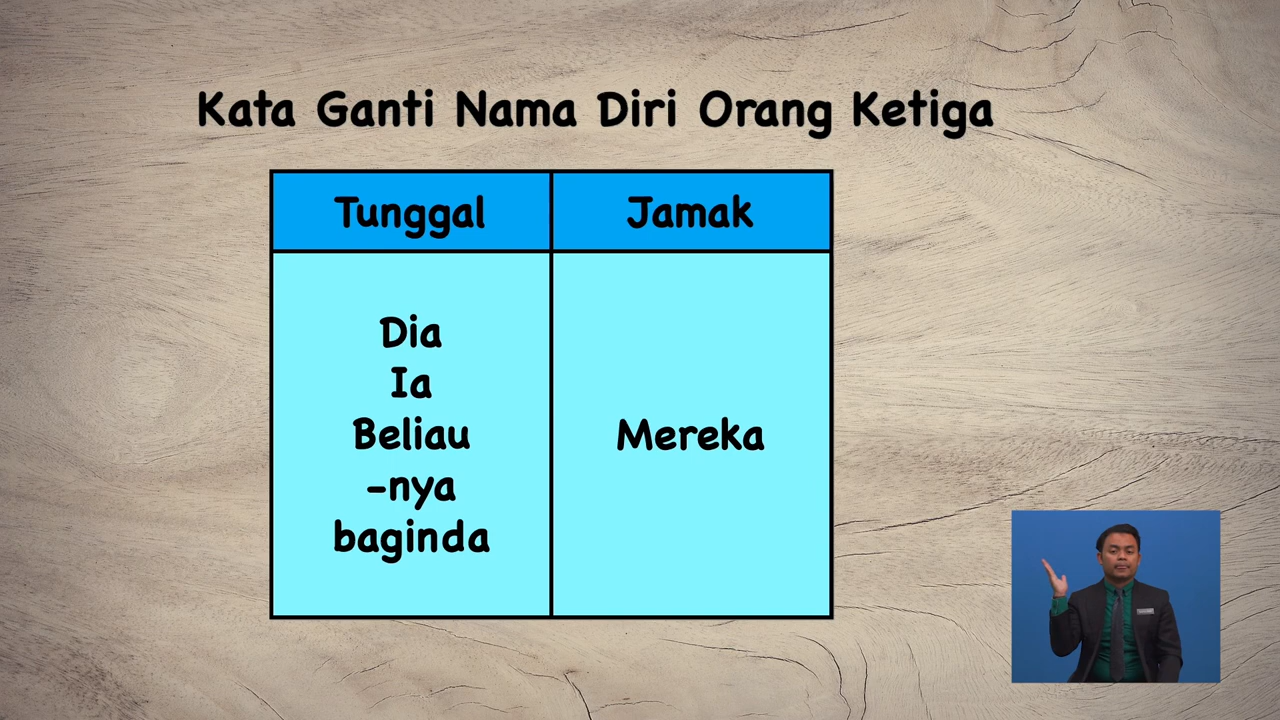 Kata Ganti Nama Diri Orang Ketiga
Tunggal
Jamak
Dia
Ia
Beliau
-nya
baginda
Mereka